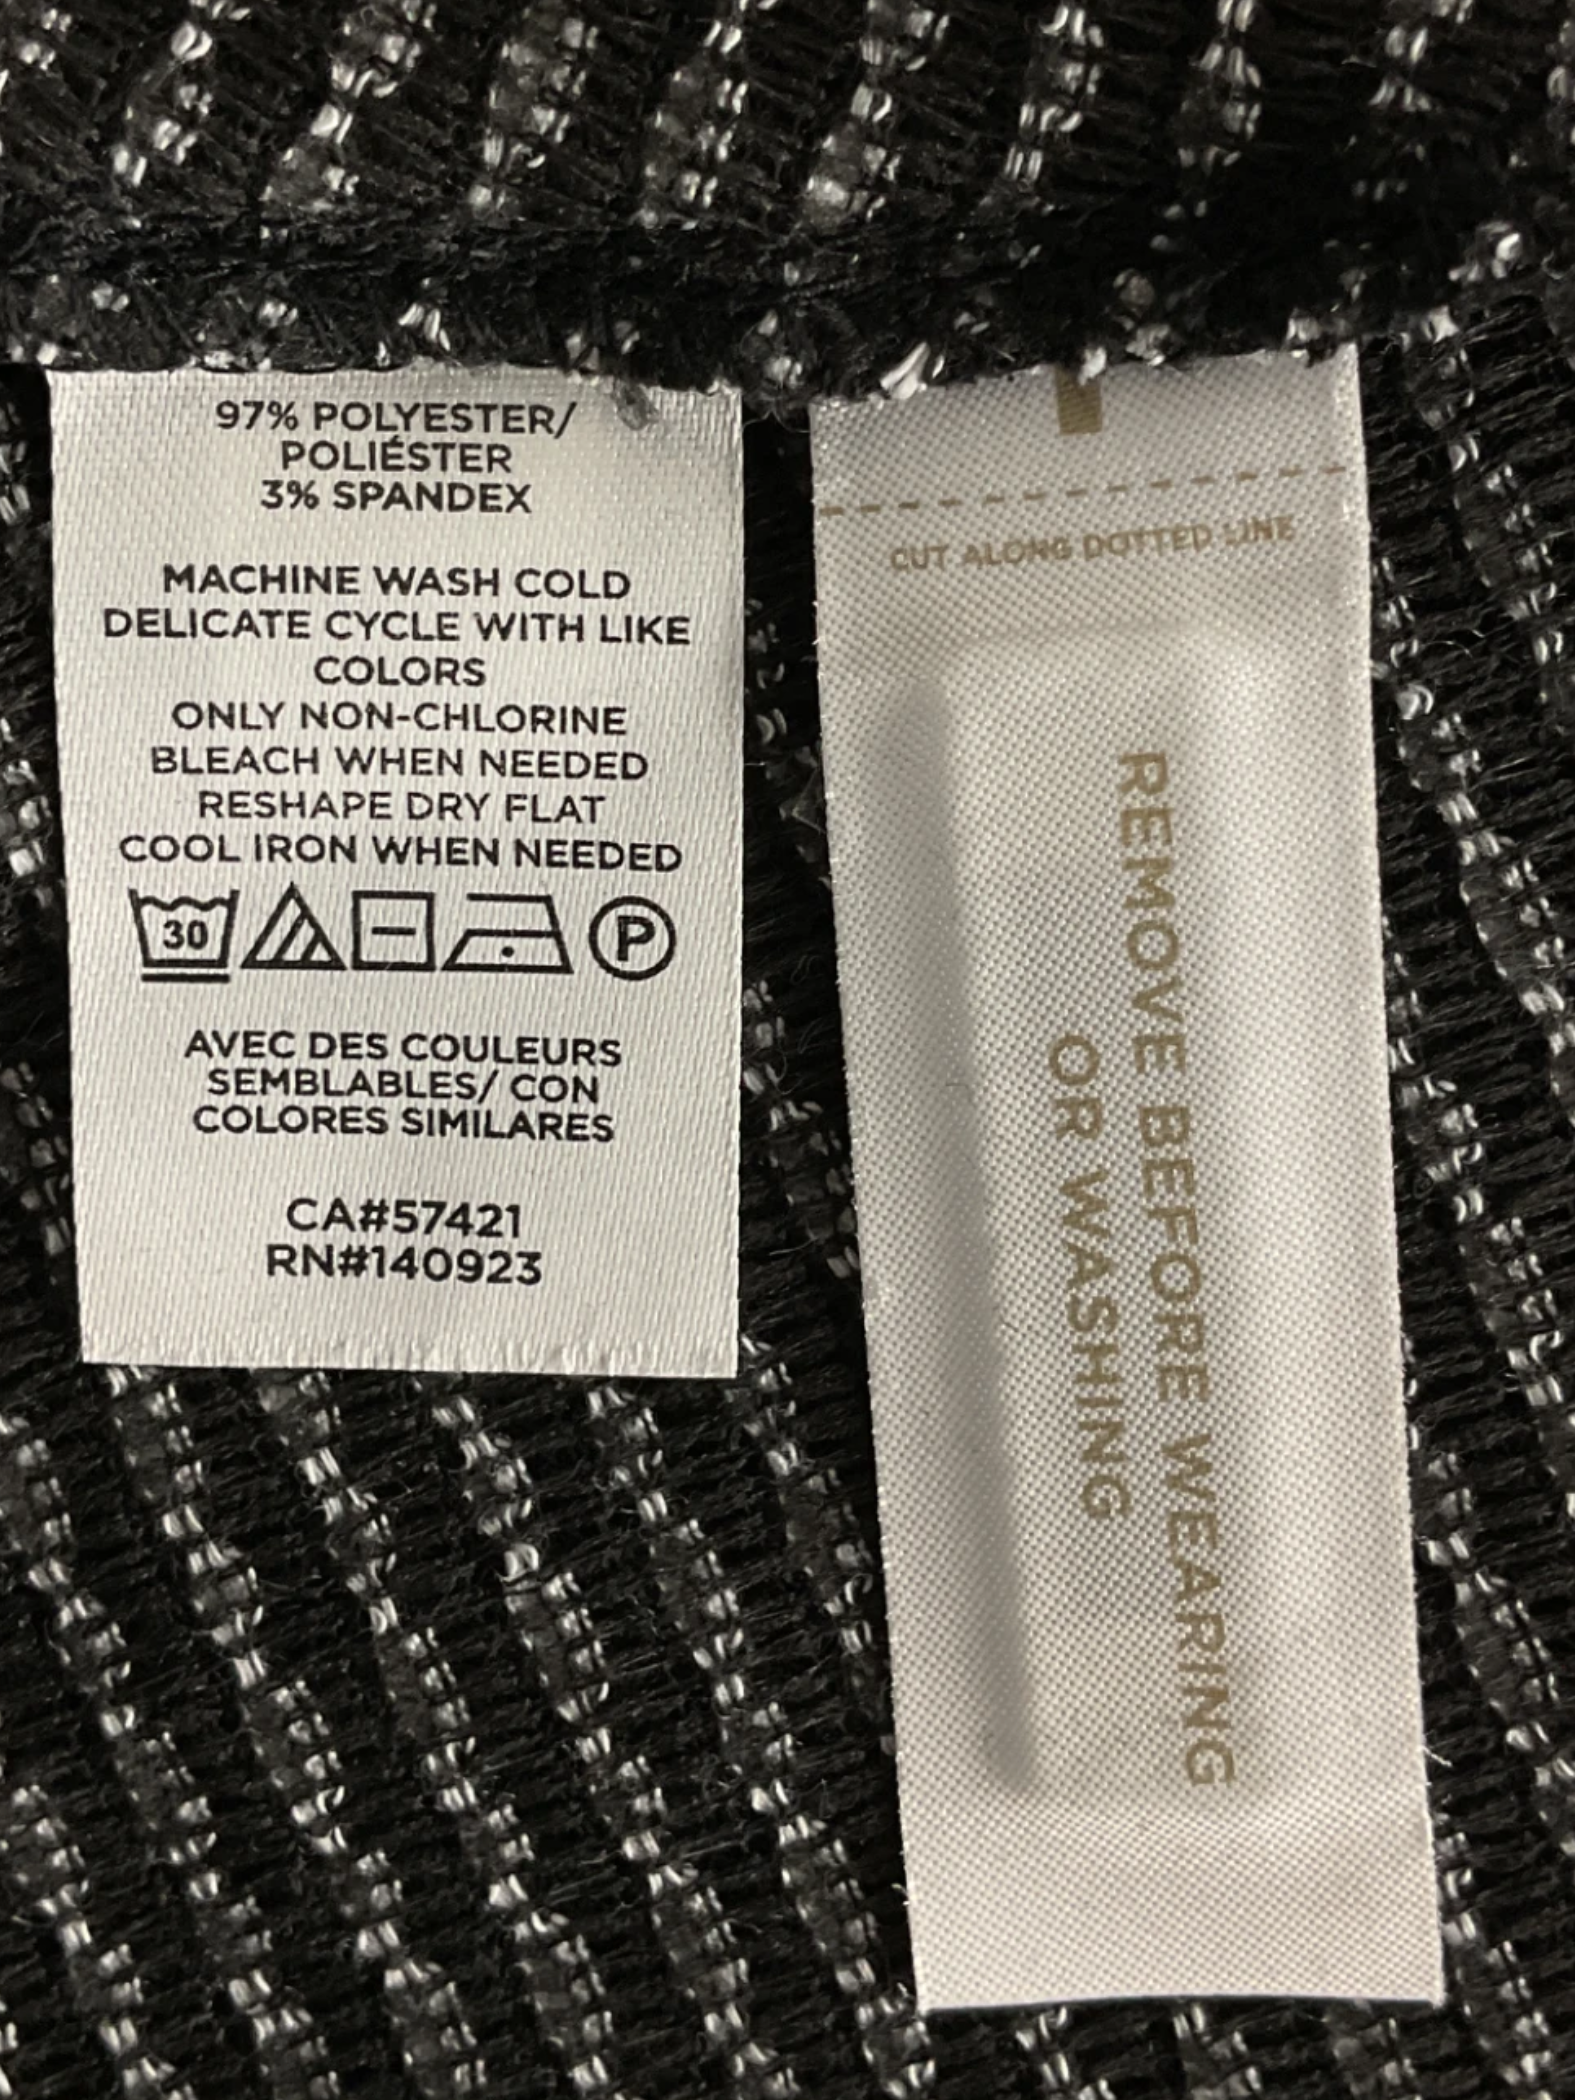 97% POLYESTER/
POLIÉSTER
3% SPANDEX
MACHINE WASH COLD
DELICATE CYCLE WITH LIKE
COLORS
ONLY NON-CHLORINE
BLEACH WHEN NEEDED
RESHAPE DRY FLAT
COOL IRON WHEN NEEDED
30 P
AVEC DES COULEURS
SEMBLABLES/ CON
COLORES SIMILARES
CA#57421
RN#140923
CUT ALONG DOTTED LINE
REMOVE BEFORE WEARING
OR WASHING